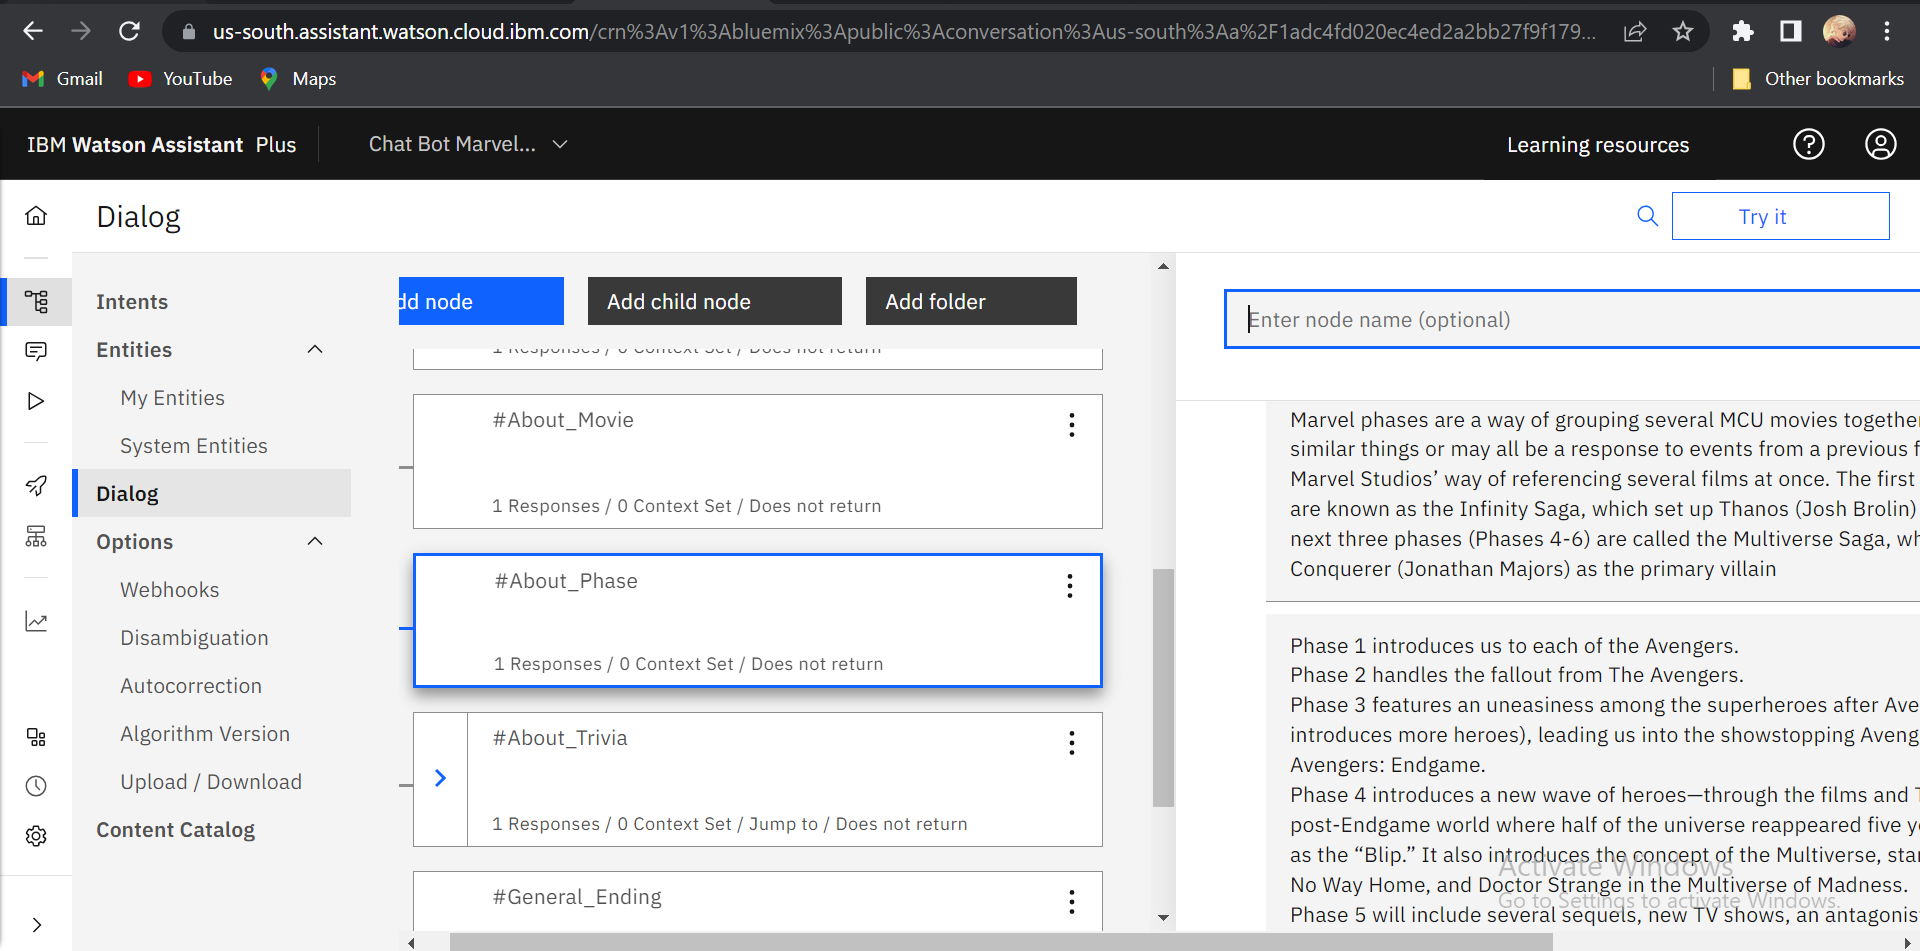 us-south.assistant.watson.cloud.ibm.com/crn%3Av1%3Abluemix%3Apublic%3Aconversation%3Aus-south%3Aa%2F1adc4fd020ec4ed2a2bb27f9f179...
Gmail
YouTube
Maps
Other bookmarks
IBM Watson Assistant Plus
Chat Bot Marvel...
Learning resources
Dialog
Try it
Intents
Entities
My Entities
System Entities
Dialog
Options
Webhooks
Disambiguation
Autocorrection
Algorithm Version
Upload / Download
Content Catalog
dd node
Add child node
Add folder
1 Responses / 0 Context Set / Does not return
#About_Movie
1 Responses / 0 Context Set / Does not return
#About_Phase
1 Responses / 0 Context Set / Does not return
#About_Trivia
1 Responses / 0 Context Set / Jump to / Does not return
#General_Ending
Enter node name (optional)
Marvel phases are a way of grouping several MCU movies together
similar things or may all be a response to events from a previous f
Marvel Studios’ way of referencing several films at once. The first
are known as the Infinity Saga, which set up Thanos (Josh Brolin)
next three phases (Phases 4-6) are called the Multiverse Saga, wh
Conquerer (Jonathan Majors) as the primary villain
Phase 1 introduces us to each of the Avengers.
Phase 2 handles the fallout from The Avengers.
Phase 3 features an uneasiness among the superheroes after Ave
introduces more heroes), leading us into the showstopping Aveng
Avengers: Endgame.
Phase 4 introduces a new wave of heroes—through the films and T
post-Endgame world where half of the universe reappeared five y
as the “Blip.” It also introduces the concept of the Multiverse, sta
No Way Home, and Doctor Strange in the Multiverse of Madness.
Phase 5 will include several sequels, new TV shows, an antagonis
Activate Windows
Go to Settings to activate Windows.